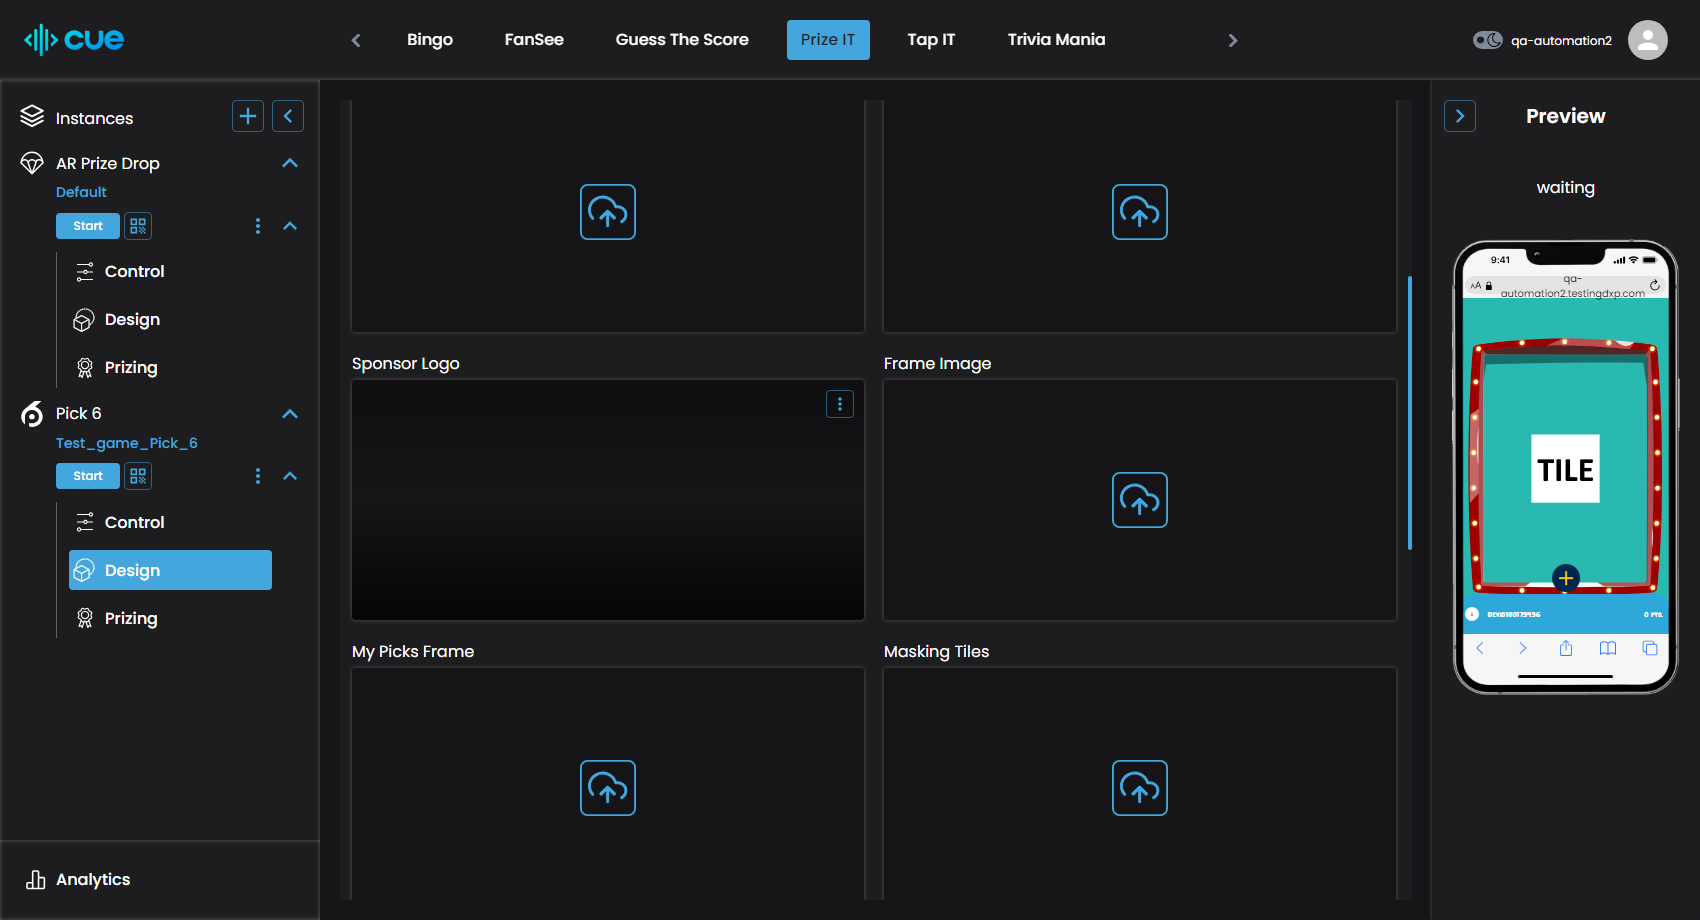 cue
Bingo
FanSee
Guess The Score
Prize IT
Tap IT
Trivia Mania
qa-automation2
Instances
AR Prize Drop
Default
Start
Control
Design
Prizing
Pick 6
Test_game_Pick_6
Start
Control
Design
Prizing
Analytics
Sponsor Logo
Frame Image
My Picks Frame
Masking Tiles
Preview
waiting
9:41
AA
qa-
automation2.testingdxp.com
TILE
0 PTS.